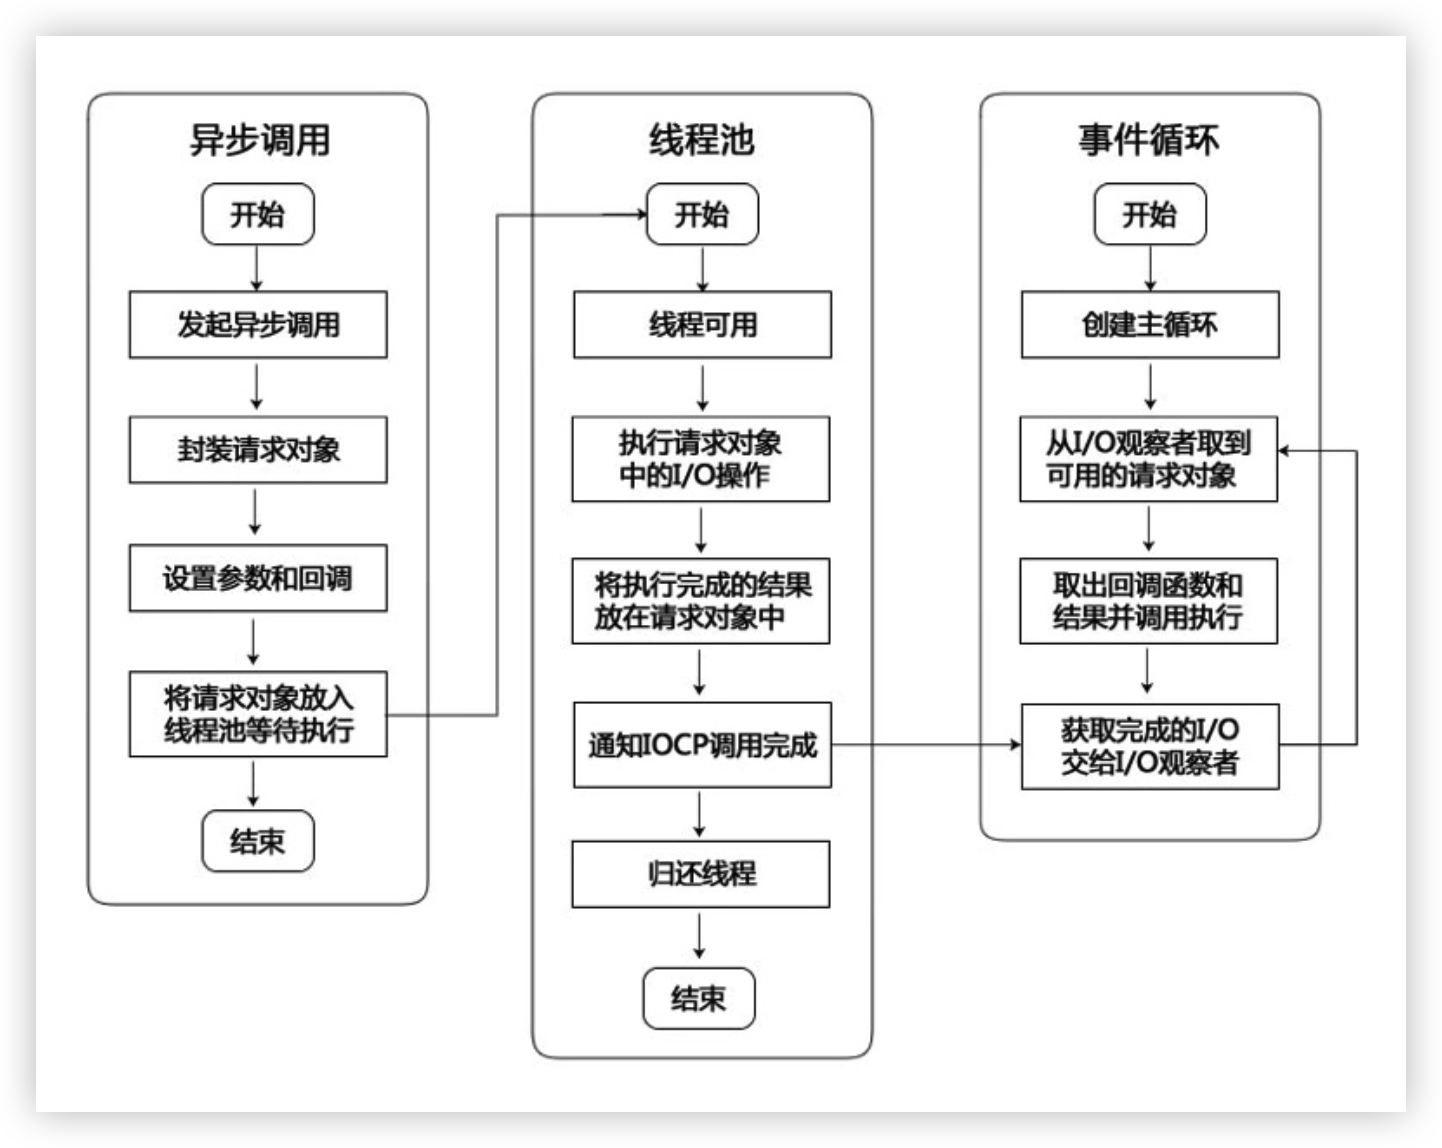 异步调用
开始
发起异步调用
封装请求对象
设置参数和回调
将请求对象放入
线程池等待执行
结束
线程池
开始
线程可用
执行请求对象
中的I/O操作
将执行完成的结果
放在请求对象中
通知IOCP调用完成
归还线程
结束
事件循环
开始
创建主循环
从I/O观察者取到
可用的请求对象
取出回调函数和
结果并调用执行
获取完成的I/O
交给I/O观察者